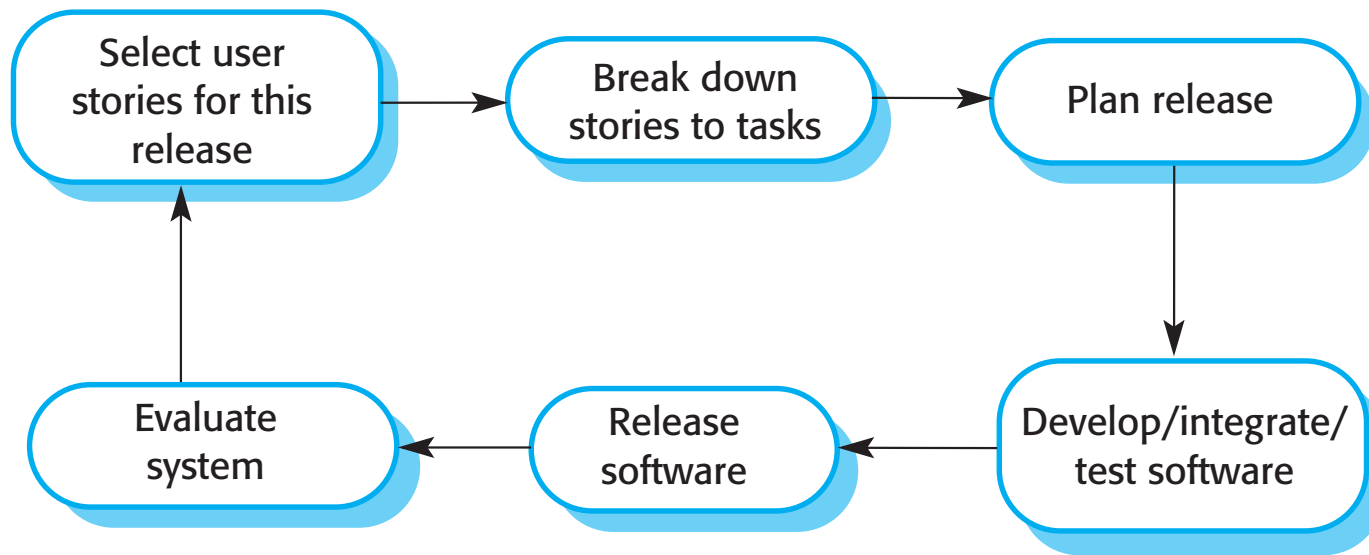 Select user
stories for this
release
Break down
stories to tasks
Plan release
Evaluate
system
Release
software
Develop/integrate/
test software